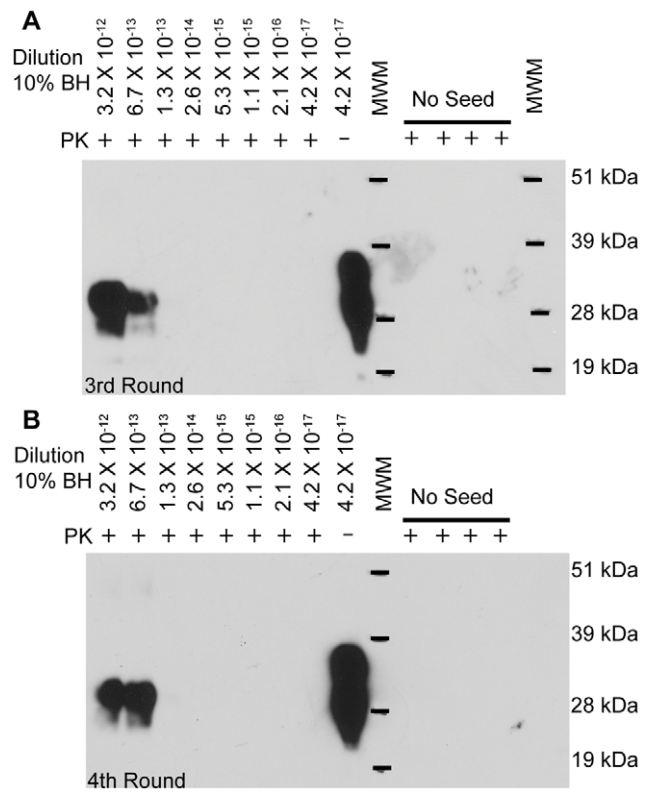 A
Dilution
10% BH
3.2 X 10⁻¹² 6.7 X 10⁻¹³ 1.3 X 10⁻¹³ 2.6 X 10⁻¹⁴ 5.3 X 10⁻¹⁵ 1.1 X 10⁻¹⁵ 2.1 X 10⁻¹⁶ 4.2 X 10⁻¹⁷ 4.2 X 10⁻¹⁷ MWM No Seed MWM
PK + + + + + + + + − + + + +
51 kDa
39 kDa
28 kDa
19 kDa
3rd Round
B
Dilution
10% BH
3.2 X 10⁻¹² 6.7 X 10⁻¹³ 1.3 X 10⁻¹³ 2.6 X 10⁻¹⁴ 5.3 X 10⁻¹⁵ 1.1 X 10⁻¹⁵ 2.1 X 10⁻¹⁶ 4.2 X 10⁻¹⁷ 4.2 X 10⁻¹⁷ MWM No Seed
PK + + + + + + + + − + + + +
51 kDa
39 kDa
28 kDa
19 kDa
4th Round